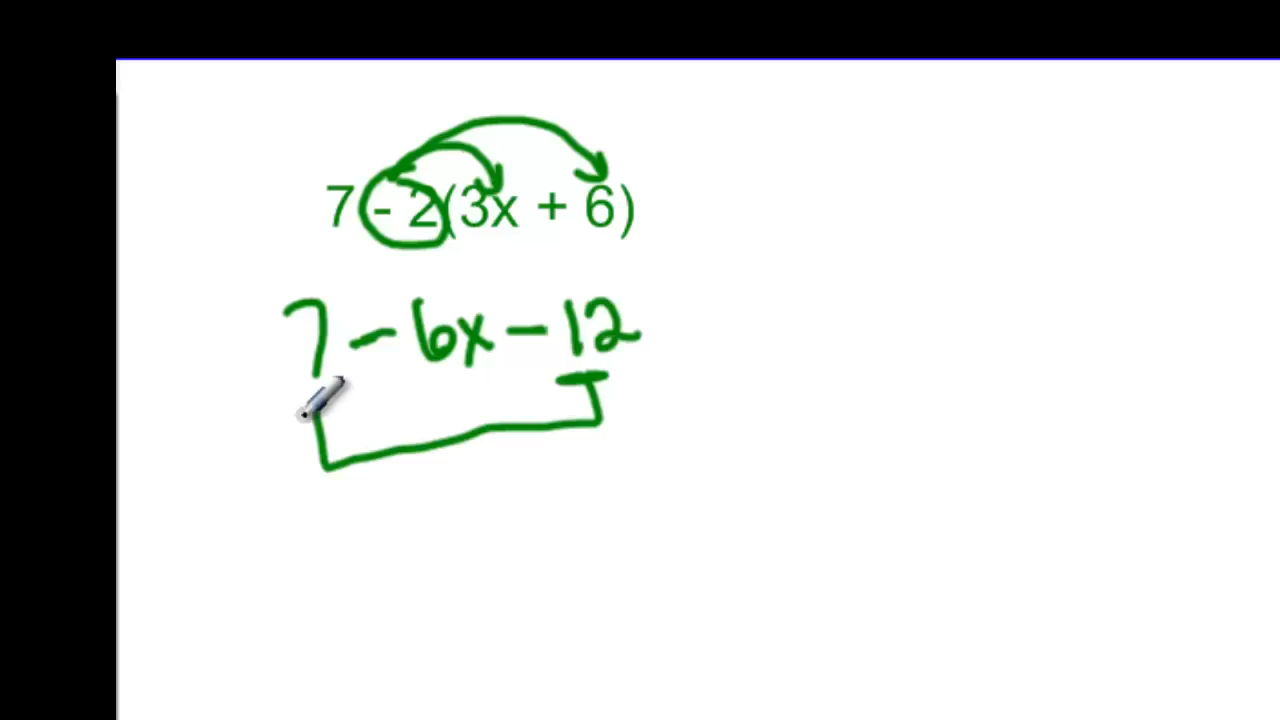 7 - 2(3x + 6)
7 - 6x - 12